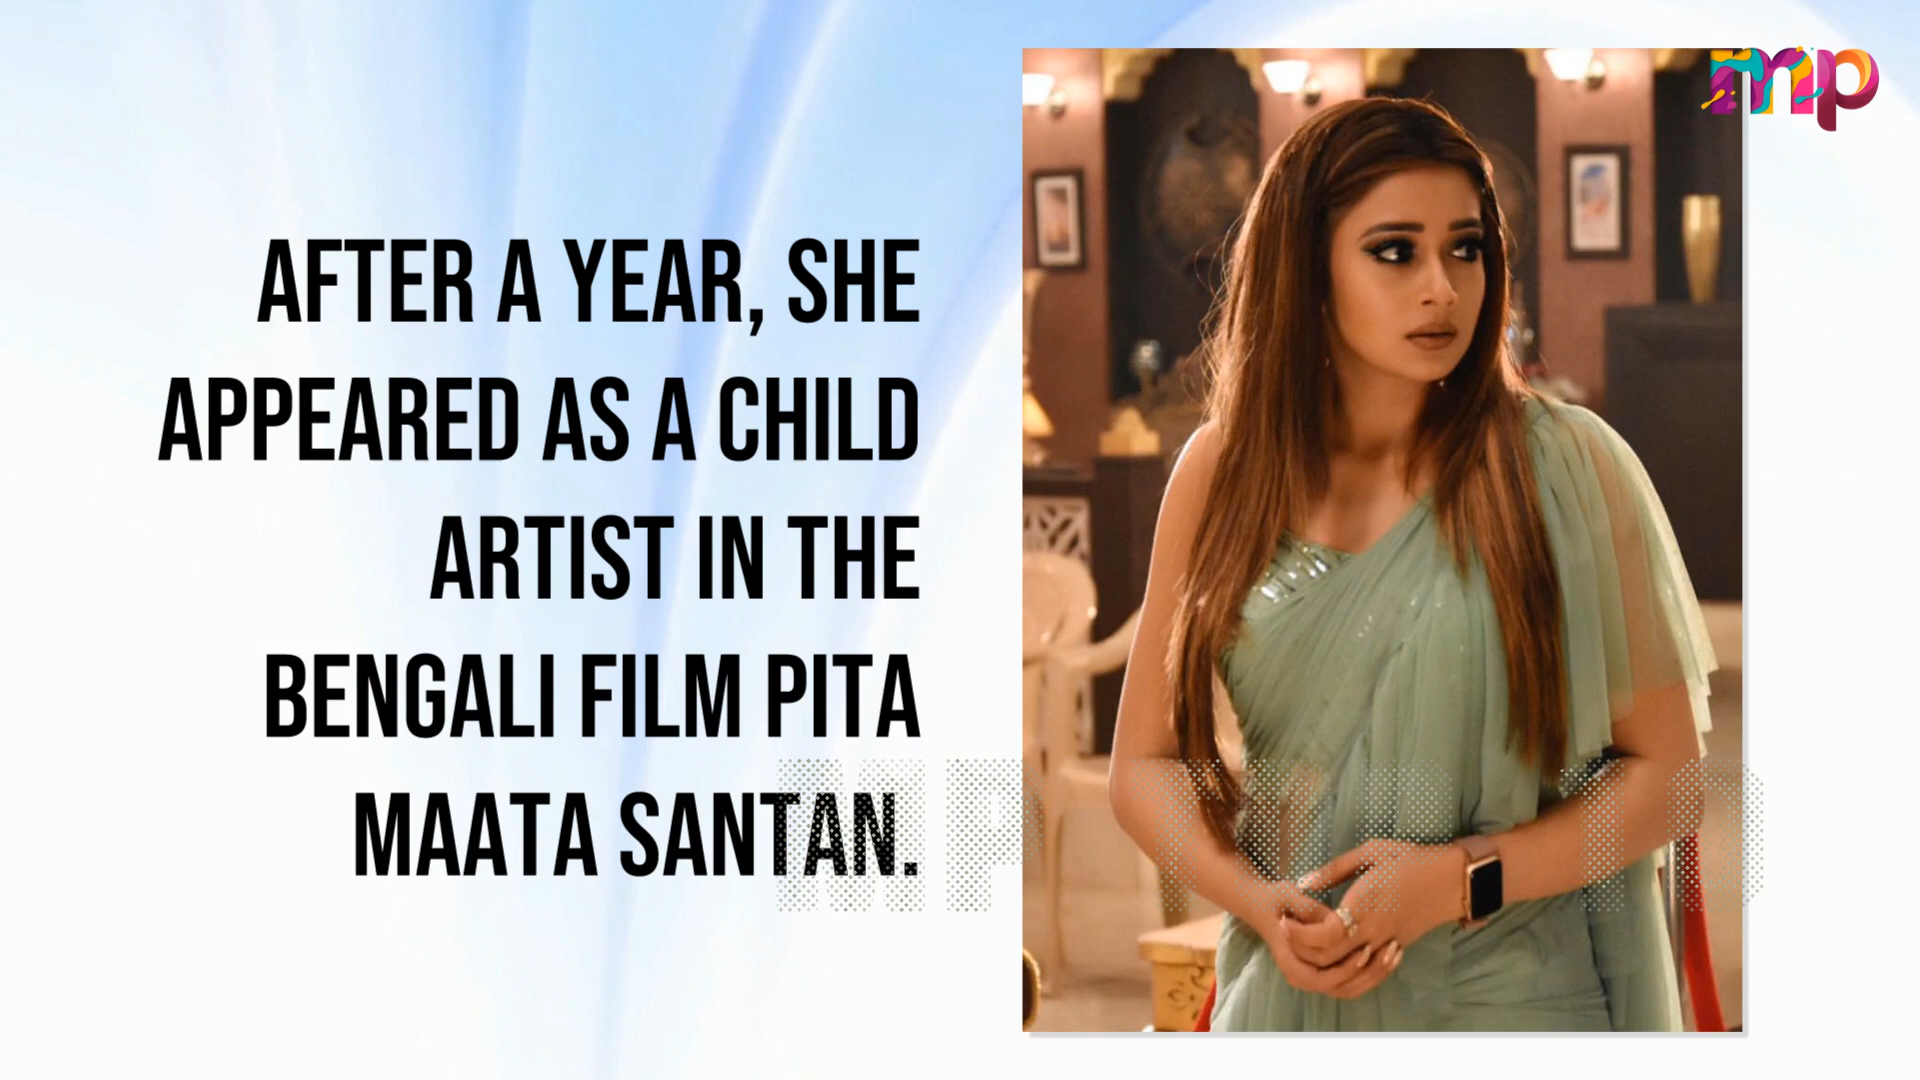 mp
AFTER A YEAR, SHE
APPEARED AS A CHILD
ARTIST IN THE
BENGALI FILM PITA
MAATA SANTAN.